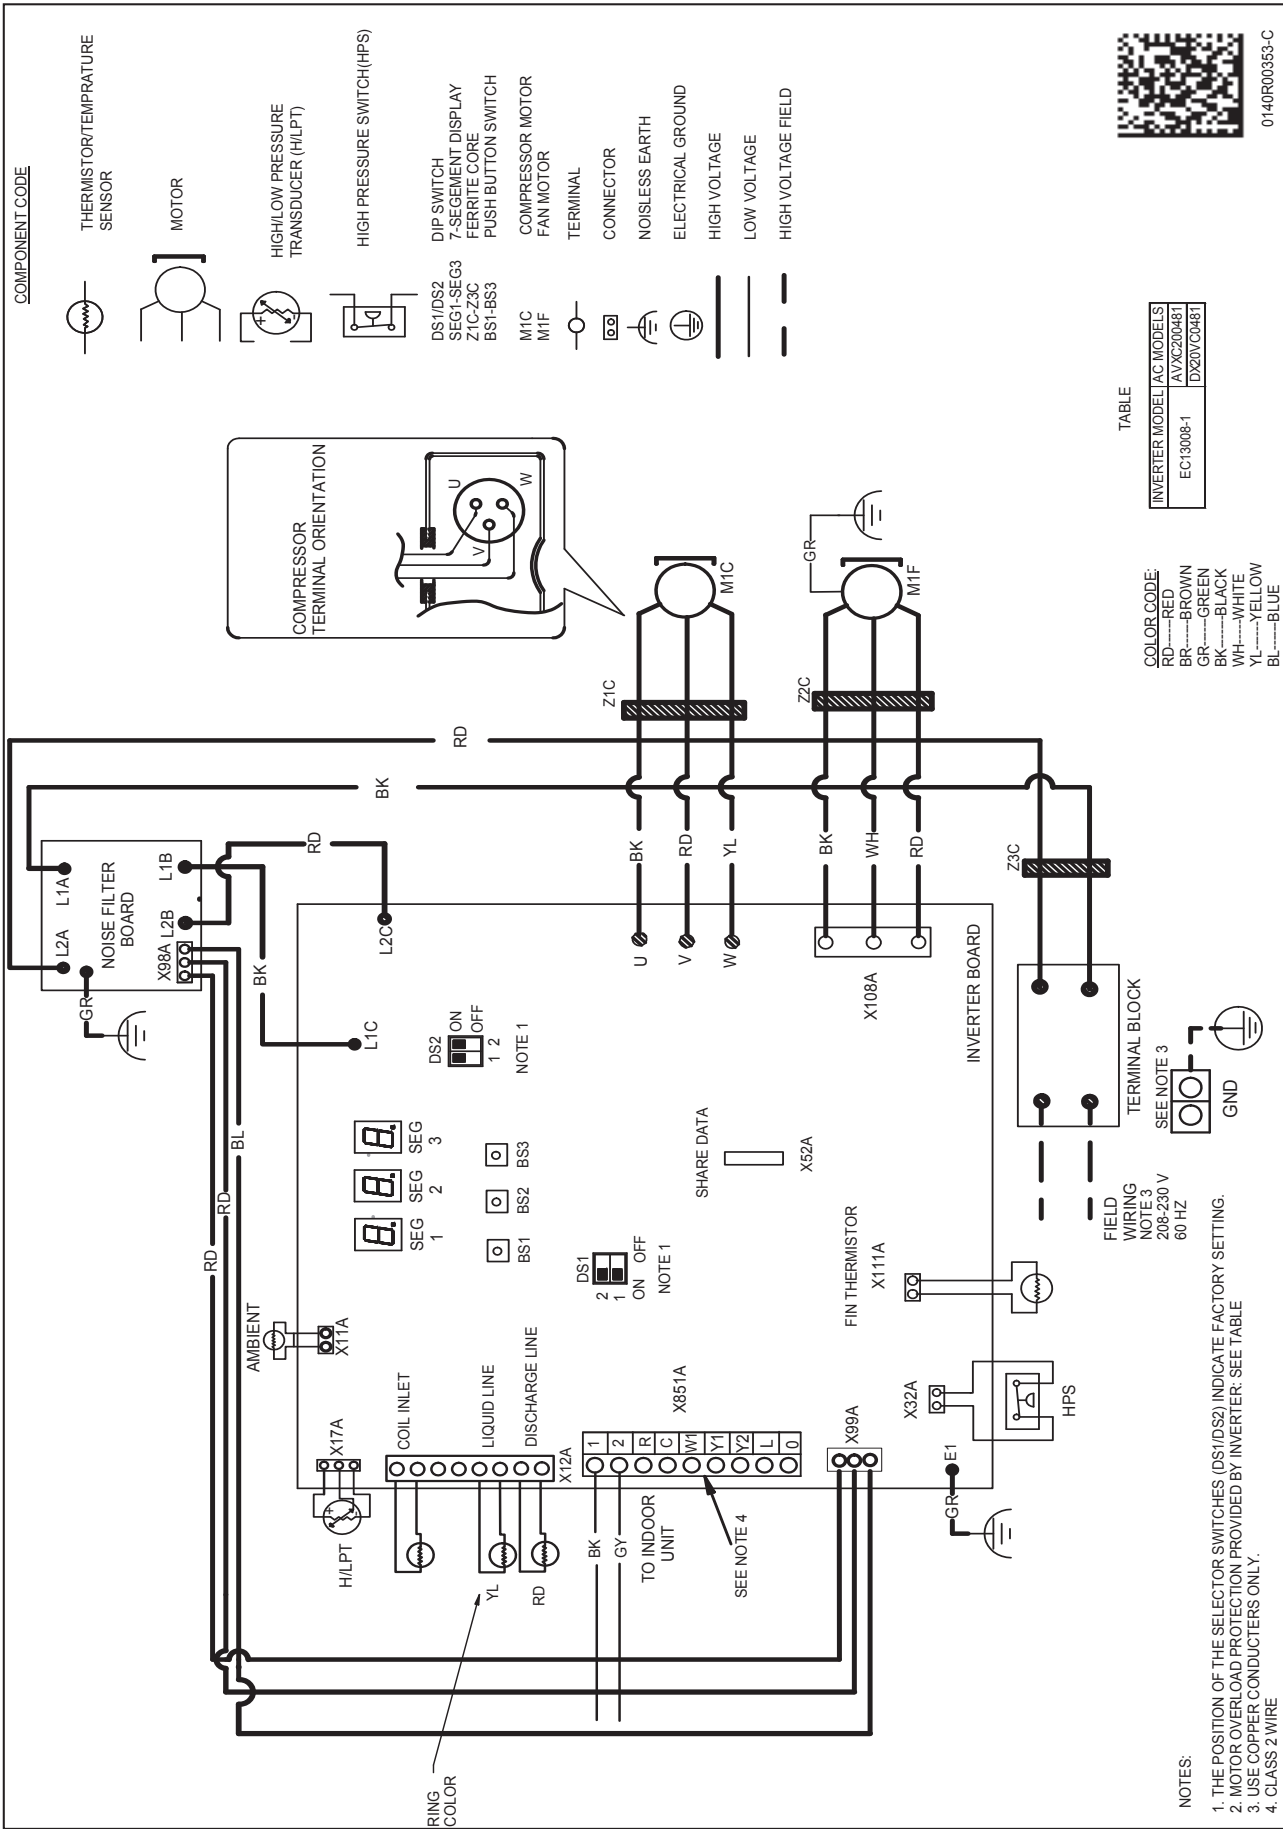 COMPONENT CODE
THERMISTOR/TEMPRATURE
SENSOR
MOTOR
HIGH/LOW PRESSURE
TRANSDUCER (H/LPT)
HIGH PRESSURE SWITCH(HPS)
DS1/DS2 DIP SWITCH
SEG1-SEG3 7-SEGEMENT DISPLAY
Z1C-Z3C FERRITE CORE
BS1-BS3 PUSH BUTTON SWITCH
M1C COMPRESSOR MOTOR
M1F FAN MOTOR
TERMINAL
CONNECTOR
NOISLESS EARTH
ELECTRICAL GROUND
HIGH VOLTAGE
LOW VOLTAGE
HIGH VOLTAGE FIELD
0140R00353-C
COMPRESSOR
TERMINAL ORIENTATION
U
V
W
M1C
M1F
GR
Z1C
Z2C
Z3C
TABLE
INVERTER MODEL AC MODELS
EC13008-1 AVXC200481
DX20VC0481
COLOR CODE:
RD-----RED
BR-----BROWN
GR-----GREEN
BK-----BLACK
WH-----WHITE
YL-----YELLOW
BL-----BLUE
RD
BK
NOISE FILTER
BOARD
L2A
L1A
X98A
L2B
L1B
GR
RD
BK
L2C
L1C
RD
RD
BL
U
V
W
BK
RD
YL
BK
WH
RD
X108A
INVERTER BOARD
DS2
ON
OFF
1 2
NOTE 1
SEG
1
SEG
2
SEG
3
BS1
BS2
BS3
DS1
2
1
ON OFF
NOTE 1
SHARE DATA
X52A
AMBIENT
X11A
H/LPT
X17A
COIL INLET
LIQUID LINE
DISCHARGE LINE
X12A
YL
RD
RING
COLOR
X851A
1
2
R
C
W1
Y1
Y2
L
0
BK
GY
TO INDOOR
UNIT
SEE NOTE 4
X99A
E1
GR
X32A
HPS
FIN THERMISTOR
X111A
TERMINAL BLOCK
SEE NOTE 3
GND
FIELD
WIRING
NOTE 3
208-230 V
60 HZ
NOTES:
1. THE POSITION OF THE SELECTOR SWITCHES (DS1/DS2) INDICATE FACTORY SETTING.
2. MOTOR OVERLOAD PROTECTION PROVIDED BY INVERTER: SEE TABLE
3. USE COPPER CONDUCTERS ONLY.
4. CLASS 2 WIRE